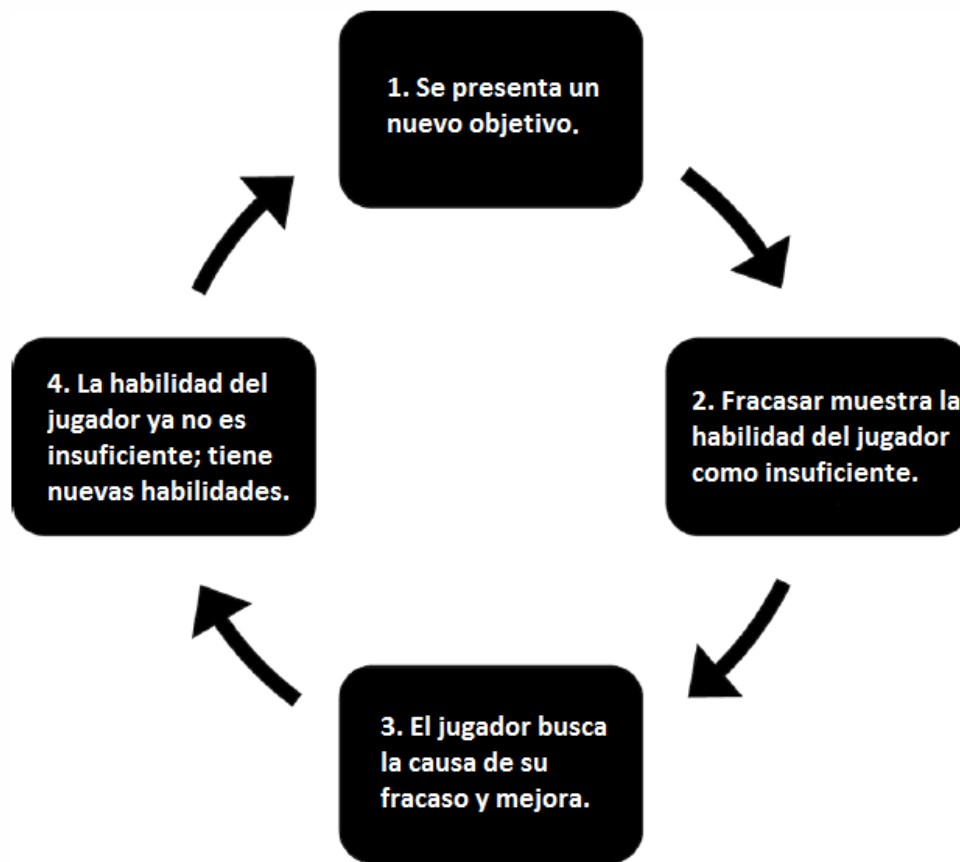 1. Se presenta un
nuevo objetivo.
2. Fracasar muestra la
habilidad del jugador
como insuficiente.
3. El jugador busca
la causa de su
fracaso y mejora.
4. La habilidad del
jugador ya no es
insuficiente; tiene
nuevas habilidades.